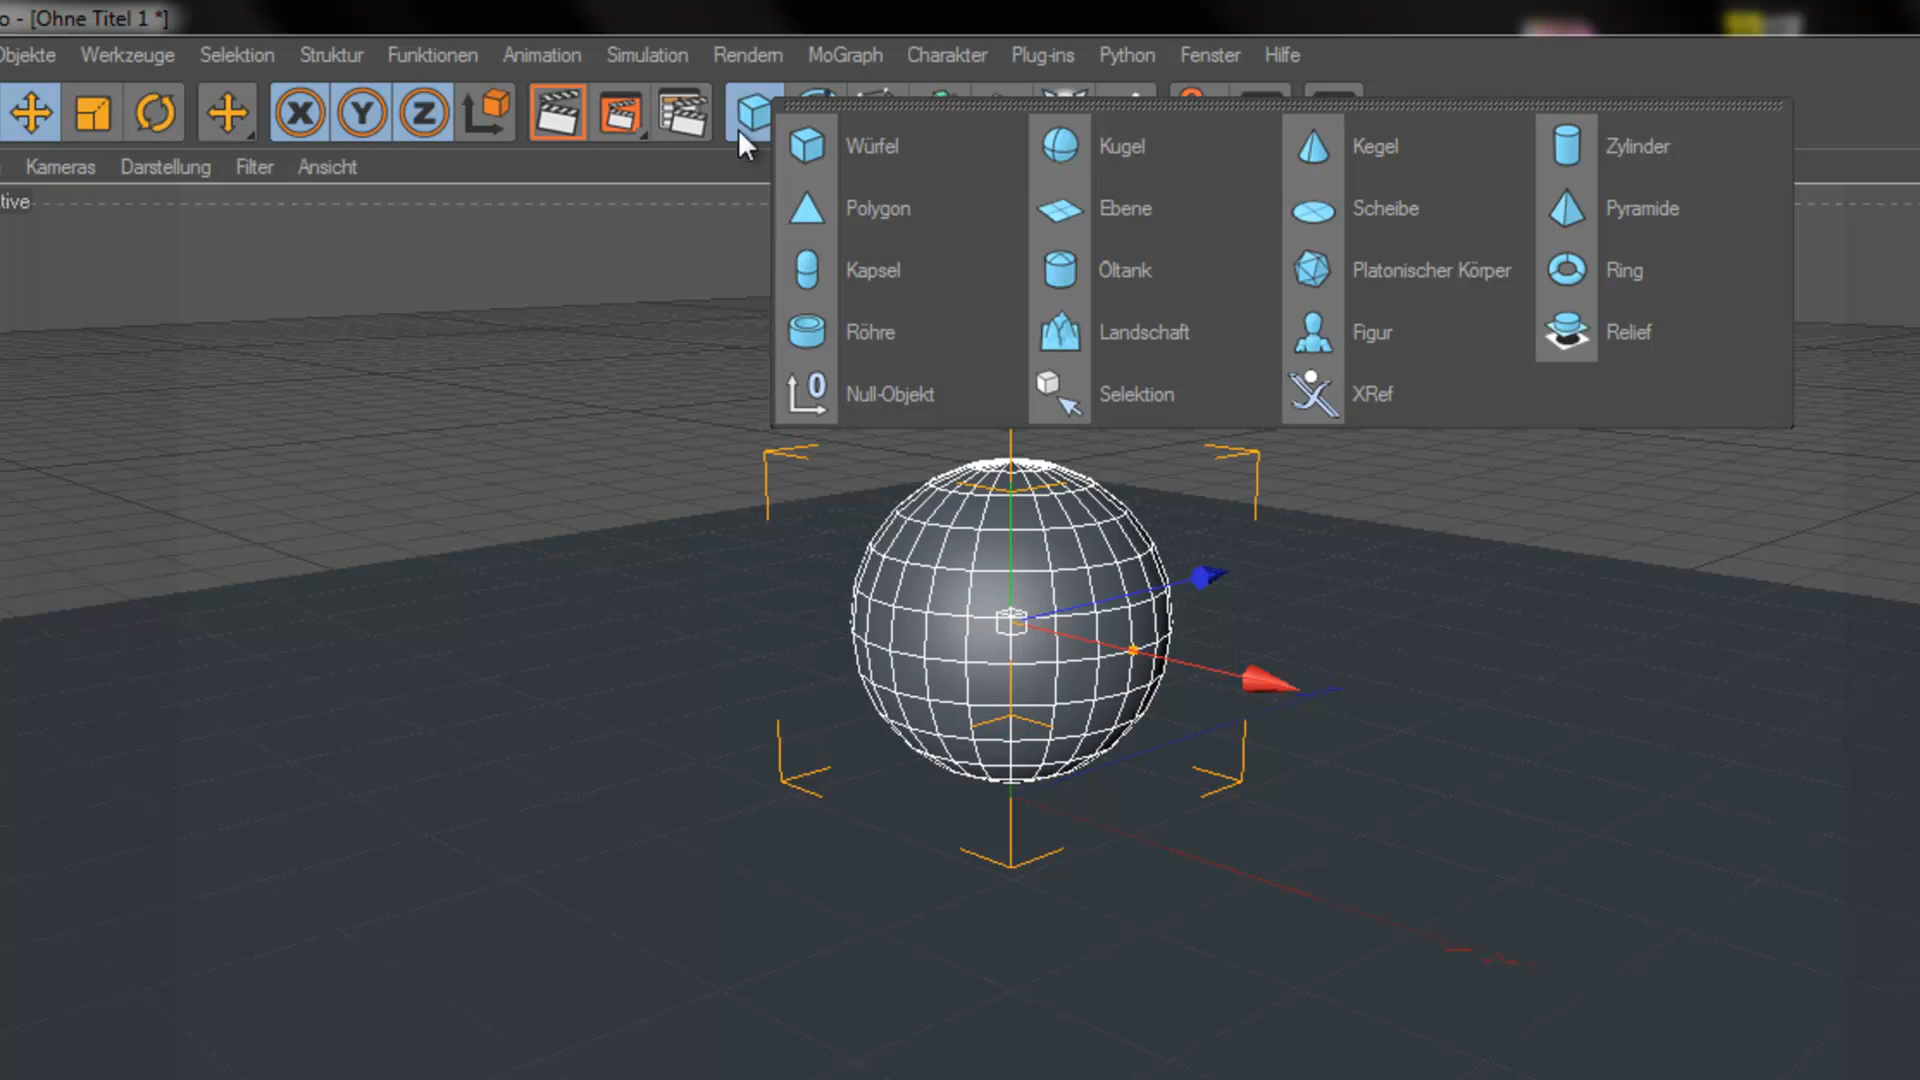 o - [Ohne Titel 1 *]
Objekte Werkzeuge Selektion Struktur Funktionen Animation Simulation Rendern MoGraph Charakter Plug-ins Python Fenster Hilfe
X Y Z
Kameras Darstellung Filter Ansicht
tive
Würfel Kugel Kegel Zylinder
Polygon Ebene Scheibe Pyramide
Kapsel Öltank Platonischer Körper Ring
Röhre Landschaft Figur Relief
0 Null-Objekt Selektion XRef